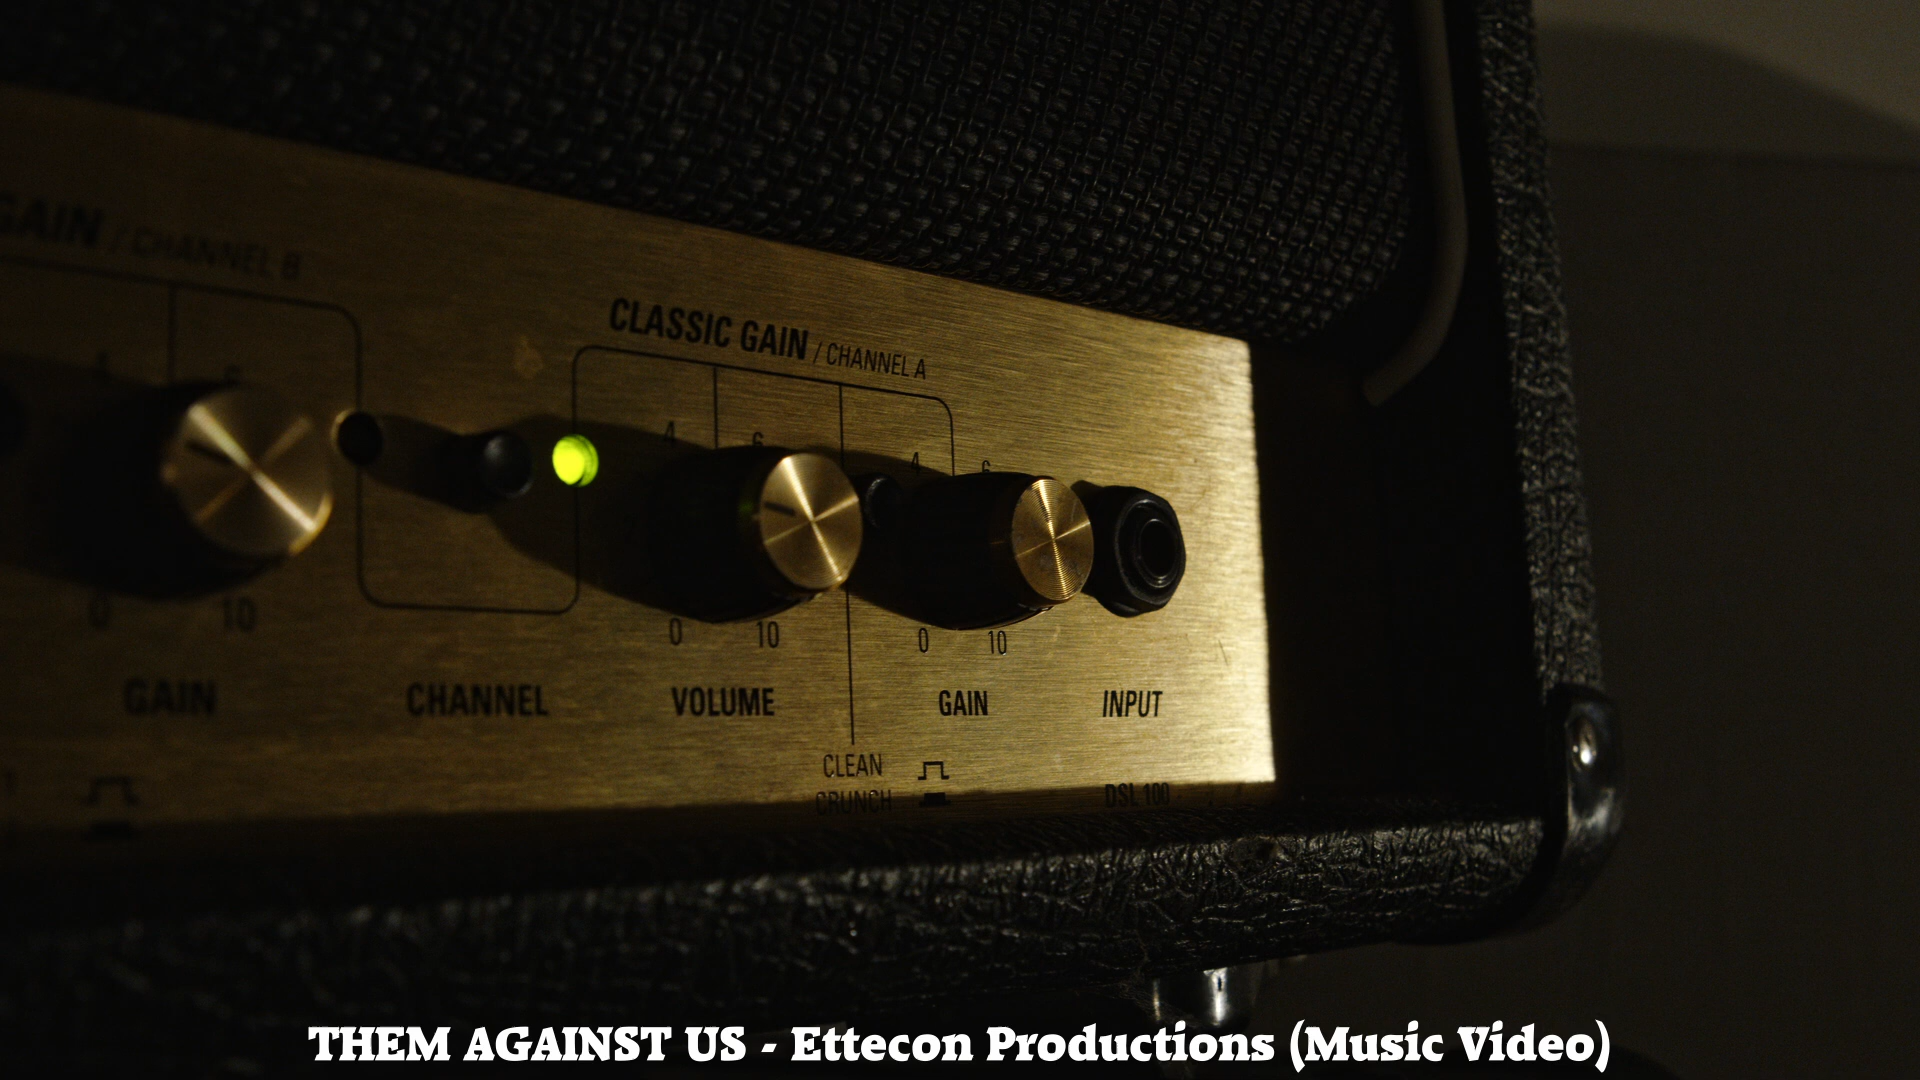 GAIN / CHANNEL B
CLASSIC GAIN / CHANNEL A
4 6
4 6
0 10
0 10
0 10
GAIN
CHANNEL
VOLUME
GAIN
INPUT
CLEAN
CRUNCH
DSL 100
THEM AGAINST US - Ettecon Productions (Music Video)